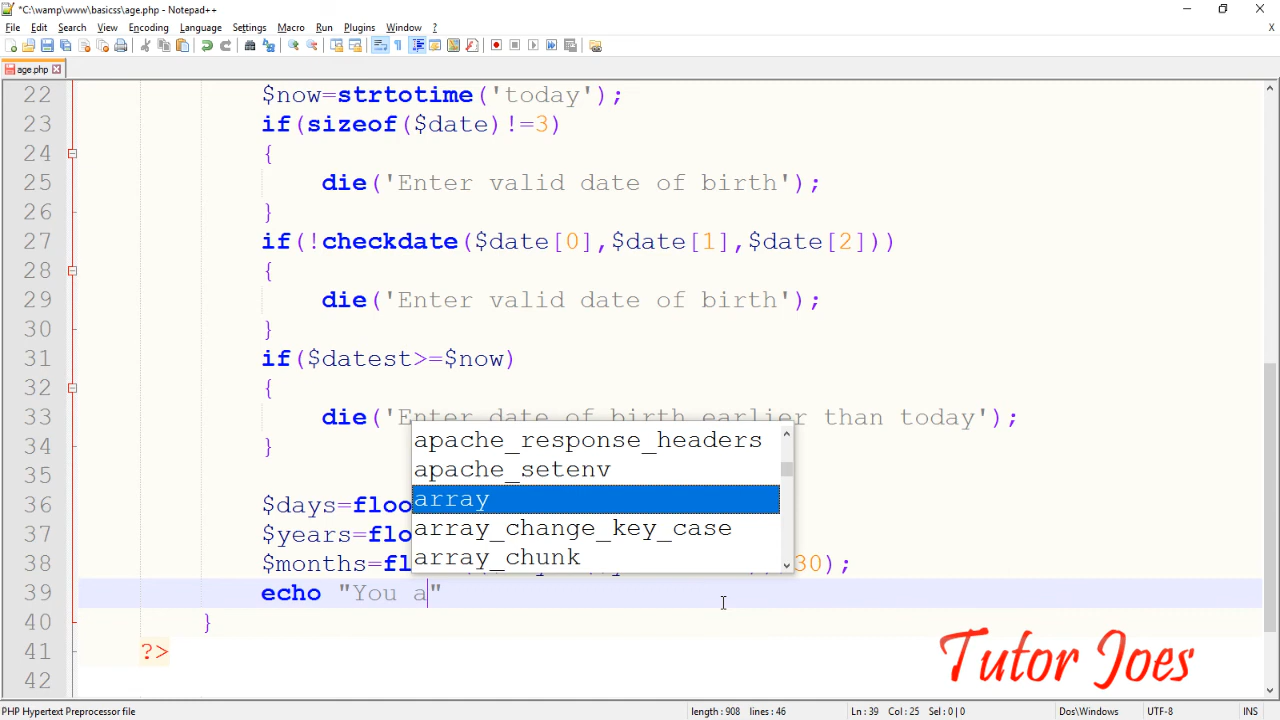 *C:\wamp\www\basicss\age.php - Notepad++
File Edit Search View Encoding Language Settings Macro Run Plugins Window ?
X
age.php
22 $now=strtotime('today');
23 if(sizeof($date)!=3)
24 {
25 die('Enter valid date of birth');
26 }
27 if(!checkdate($date[0],$date[1],$date[2]))
28 {
29 die('Enter valid date of birth');
30 }
31 if($datest>=$now)
32 {
33 die('Enter date of birth earlier than today');
34 }
apache_response_headers
apache_setenv
array
array_change_key_case
array_chunk
35
36 $days=floo
37 $years=flo
38 $months=fl 30);
39 echo "You a"
40 }
41 ?>
42
Tutor Joes
PHP Hypertext Preprocessor file length : 908 lines : 46 Ln : 39 Col : 25 Sel : 0 | 0 Dos\Windows UTF-8 INS